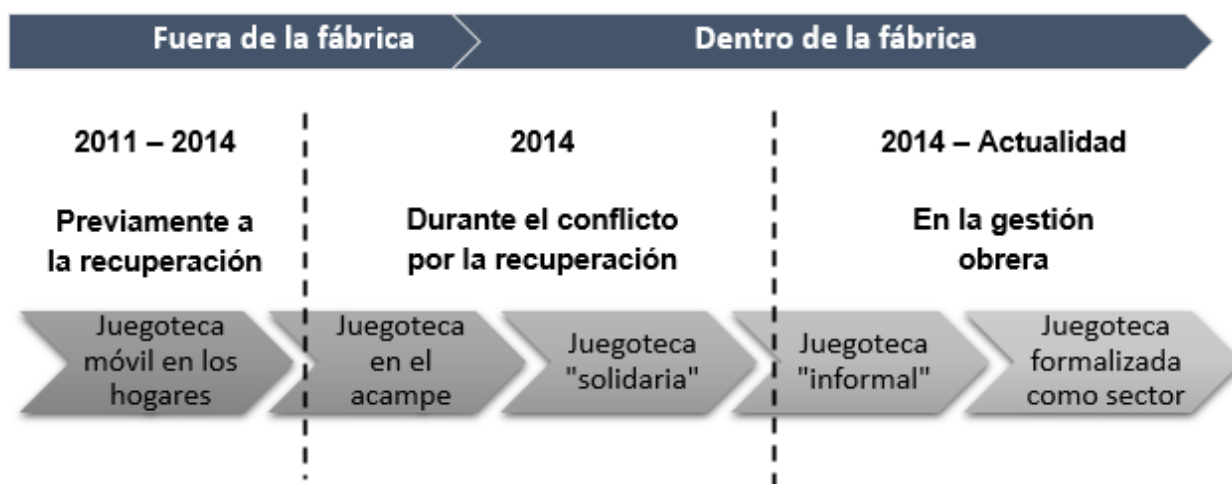 Fuera de la fábrica
Dentro de la fábrica
2011 – 2014
2014
2014 – Actualidad
Previamente a
la recuperación
Durante el conflicto
por la recuperación
En la gestión
obrera
Juegoteca
móvil en los
hogares
Juegoteca
en el
acampe
Juegoteca
"solidaria"
Juegoteca
"informal"
Juegoteca
formalizada
como sector